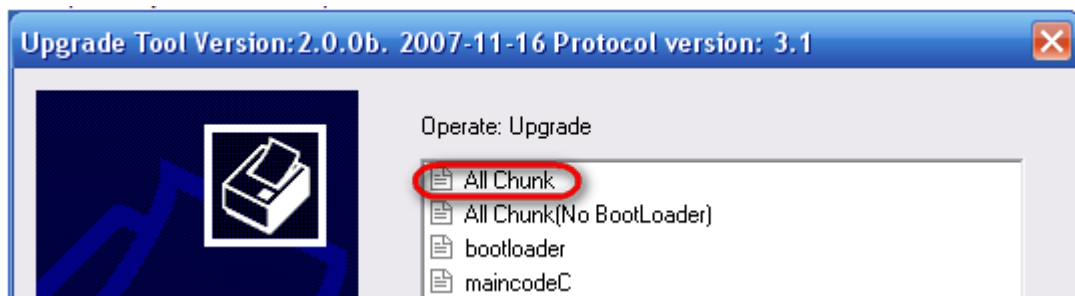 Upgrade Tool Version:2.0.0b. 2007-11-16 Protocol version: 3.1
Operate: Upgrade
All Chunk
All Chunk(No BootLoader)
bootloader
maincodeC